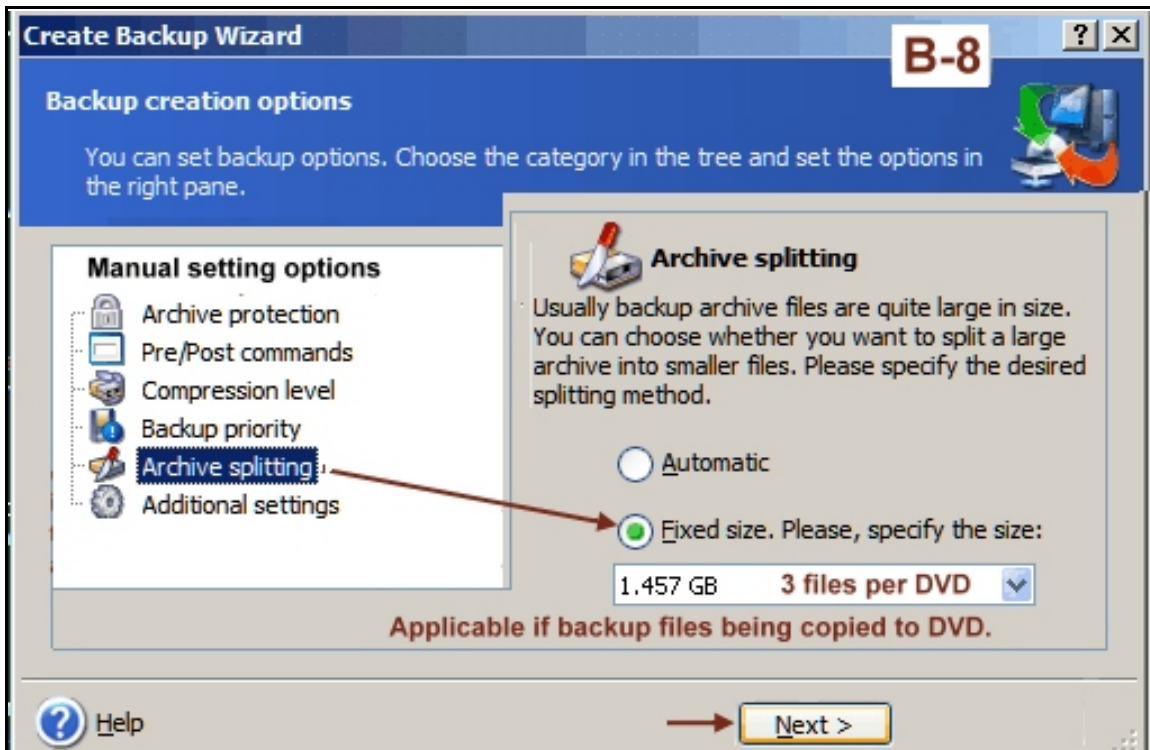 Create Backup Wizard
B-8
Backup creation options
You can set backup options. Choose the category in the tree and set the options in
the right pane.
Manual setting options
Archive protection
Pre/Post commands
Compression level
Backup priority
Archive splitting
Additional settings
Archive splitting
Usually backup archive files are quite large in size.
You can choose whether you want to split a large
archive into smaller files. Please specify the desired
splitting method.
Automatic
Fixed size. Please, specify the size:
1.457 GB 3 files per DVD
Applicable if backup files being copied to DVD.
Help
Next >